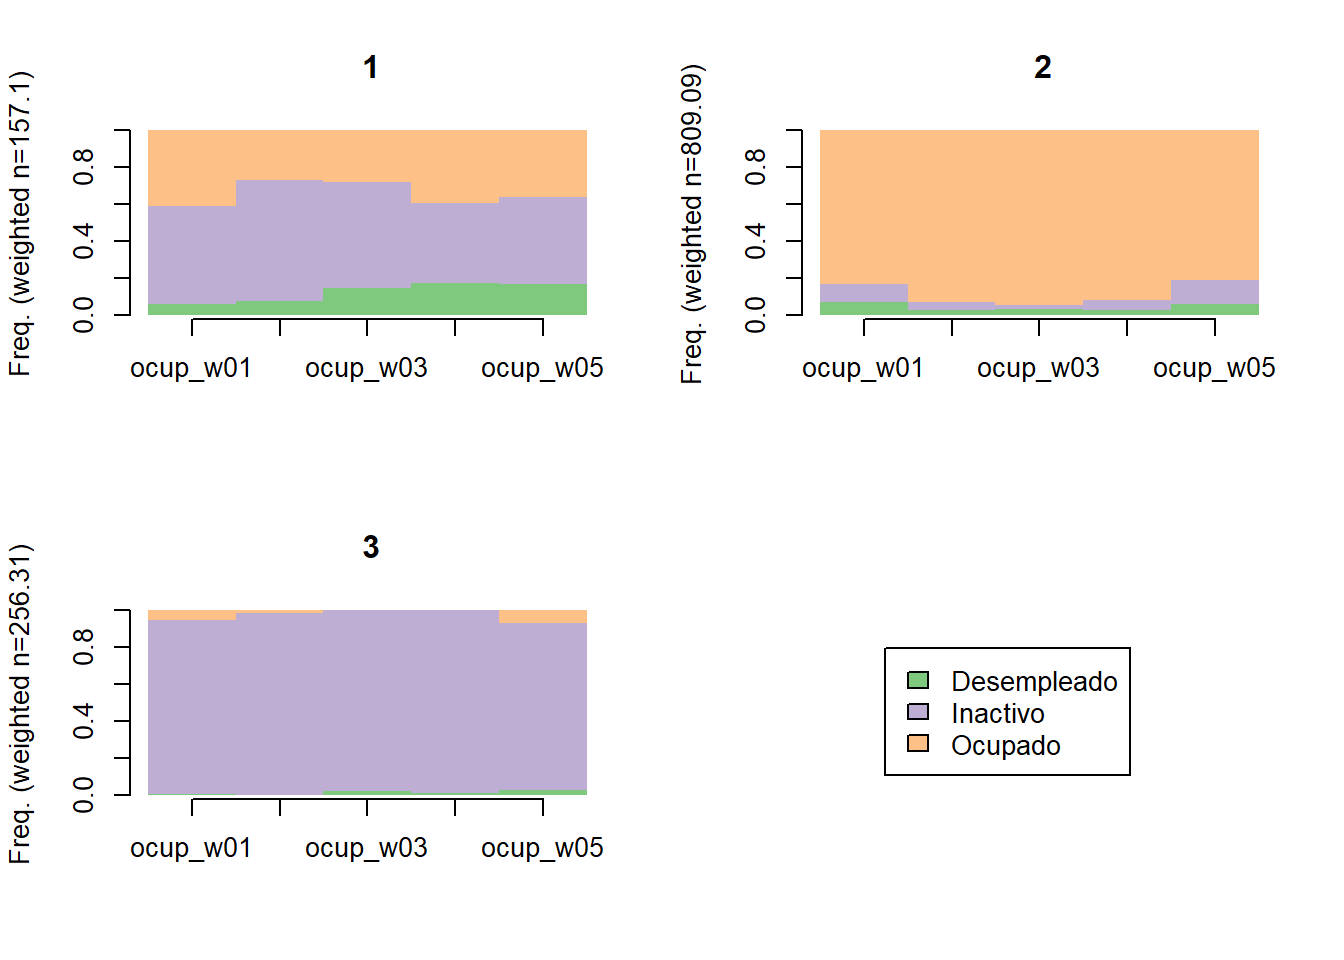 1
Freq. (weighted n=157.1)
0.8
0.4
0.0
ocup_w01 ocup_w03 ocup_w05
2
Freq. (weighted n=809.09)
0.8
0.4
0.0
ocup_w01 ocup_w03 ocup_w05
3
Freq. (weighted n=256.31)
0.8
0.4
0.0
ocup_w01 ocup_w03 ocup_w05
Desempleado
Inactivo
Ocupado